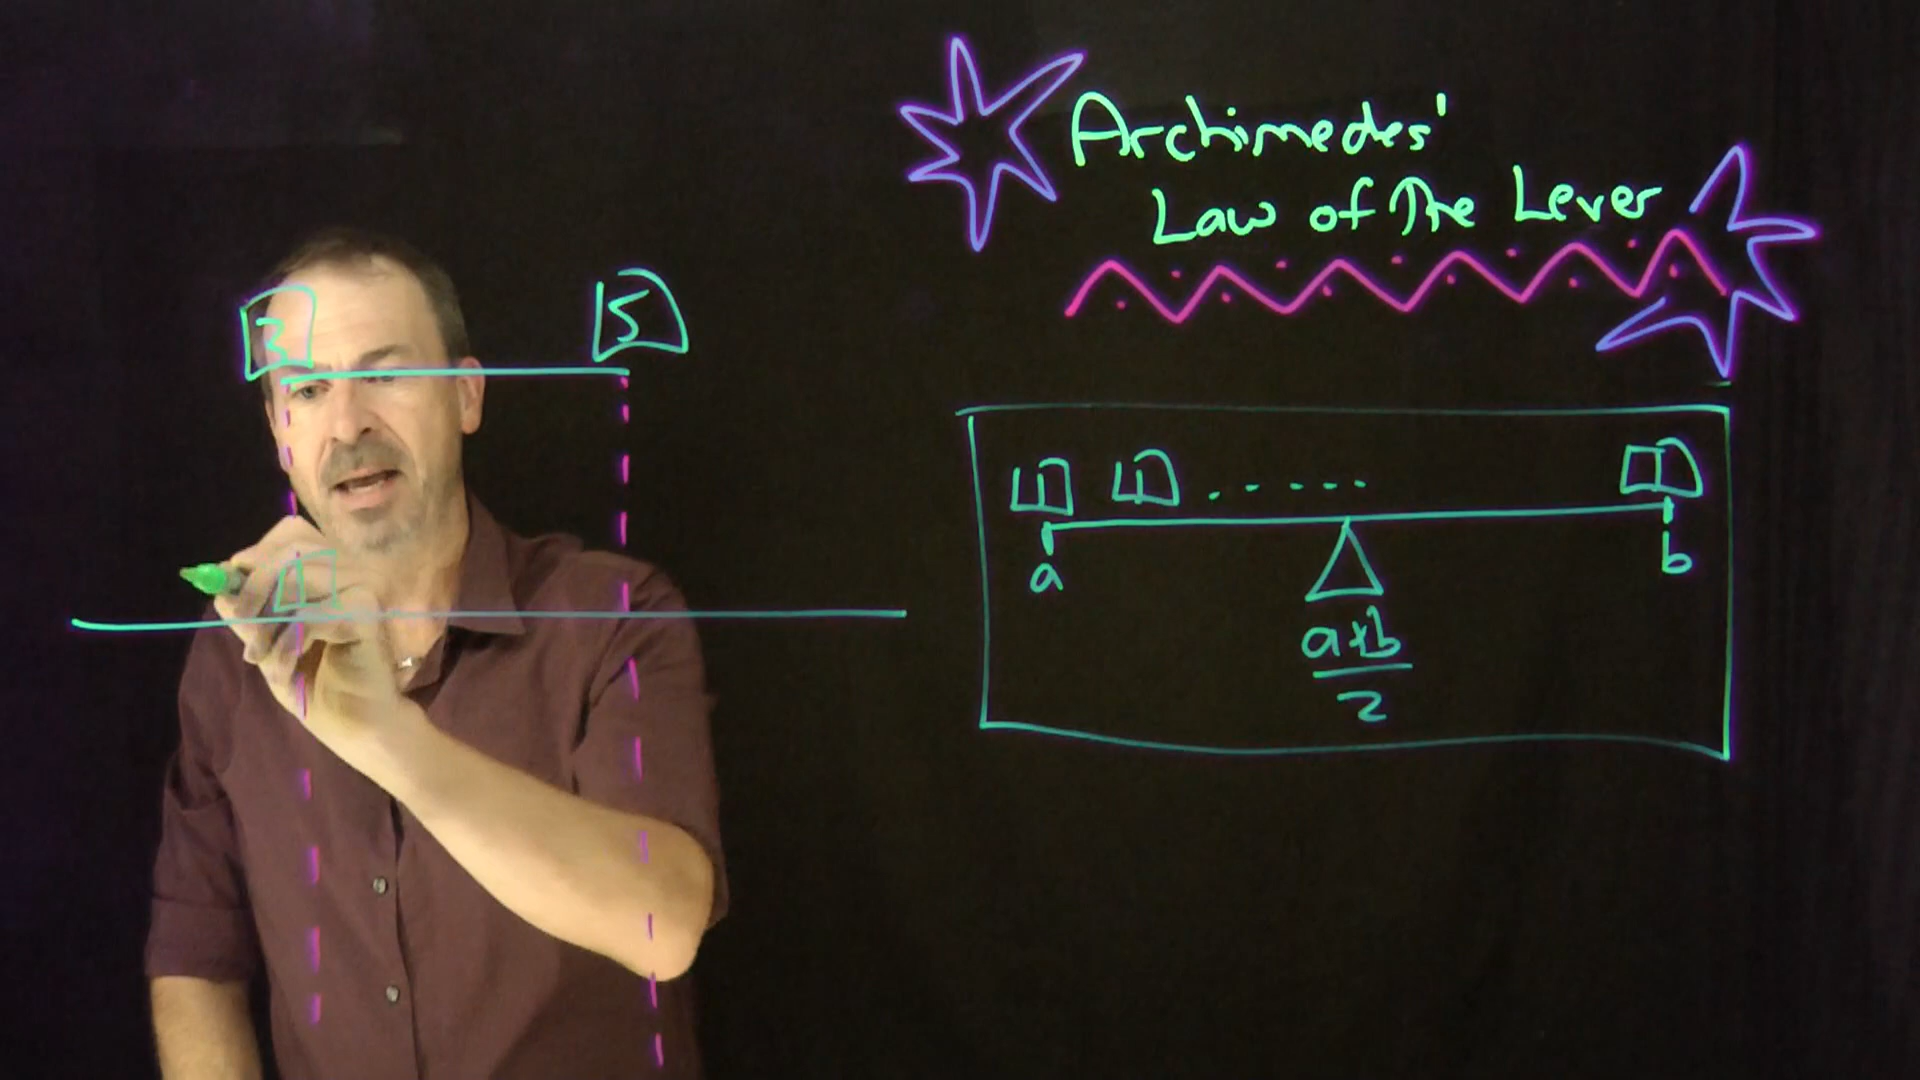 Archimedes'
Law of The Lever
3
5
1
1 1 . . . . . . 1
a
b
a+b
2